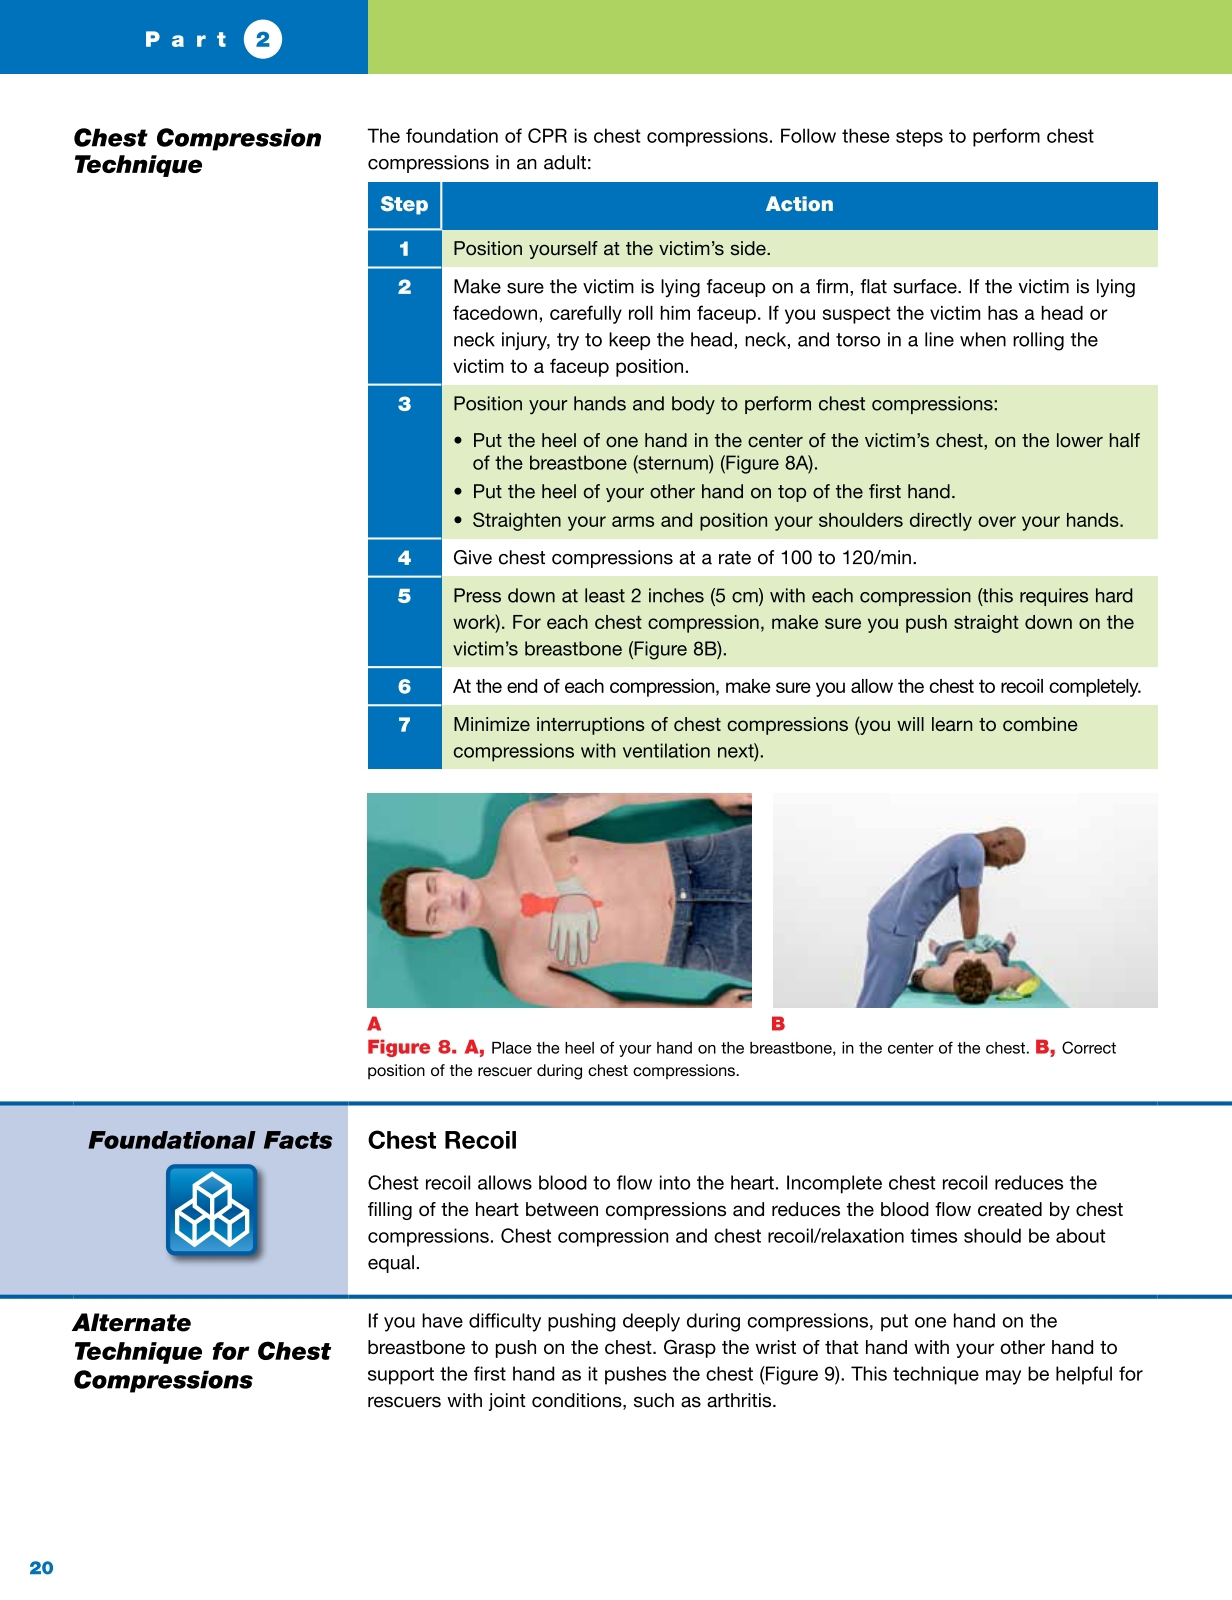 Part 2
Chest Compression
Technique
The foundation of CPR is chest compressions. Follow these steps to perform chest
compressions in an adult:
Step Action
1 Position yourself at the victim’s side.
2 Make sure the victim is lying faceup on a firm, flat surface. If the victim is lying
facedown, carefully roll him faceup. If you suspect the victim has a head or
neck injury, try to keep the head, neck, and torso in a line when rolling the
victim to a faceup position.
3 Position your hands and body to perform chest compressions:
• Put the heel of one hand in the center of the victim’s chest, on the lower half
of the breastbone (sternum) (Figure 8A).
• Put the heel of your other hand on top of the first hand.
• Straighten your arms and position your shoulders directly over your hands.
4 Give chest compressions at a rate of 100 to 120/min.
5 Press down at least 2 inches (5 cm) with each compression (this requires hard
work). For each chest compression, make sure you push straight down on the
victim’s breastbone (Figure 8B).
6 At the end of each compression, make sure you allow the chest to recoil completely.
7 Minimize interruptions of chest compressions (you will learn to combine
compressions with ventilation next).
A B
Figure 8. A, Place the heel of your hand on the breastbone, in the center of the chest. B, Correct
position of the rescuer during chest compressions.
Foundational Facts
Chest Recoil
Chest recoil allows blood to flow into the heart. Incomplete chest recoil reduces the
filling of the heart between compressions and reduces the blood flow created by chest
compressions. Chest compression and chest recoil/relaxation times should be about
equal.
Alternate
Technique for Chest
Compressions
If you have difficulty pushing deeply during compressions, put one hand on the
breastbone to push on the chest. Grasp the wrist of that hand with your other hand to
support the first hand as it pushes the chest (Figure 9). This technique may be helpful for
rescuers with joint conditions, such as arthritis.
20